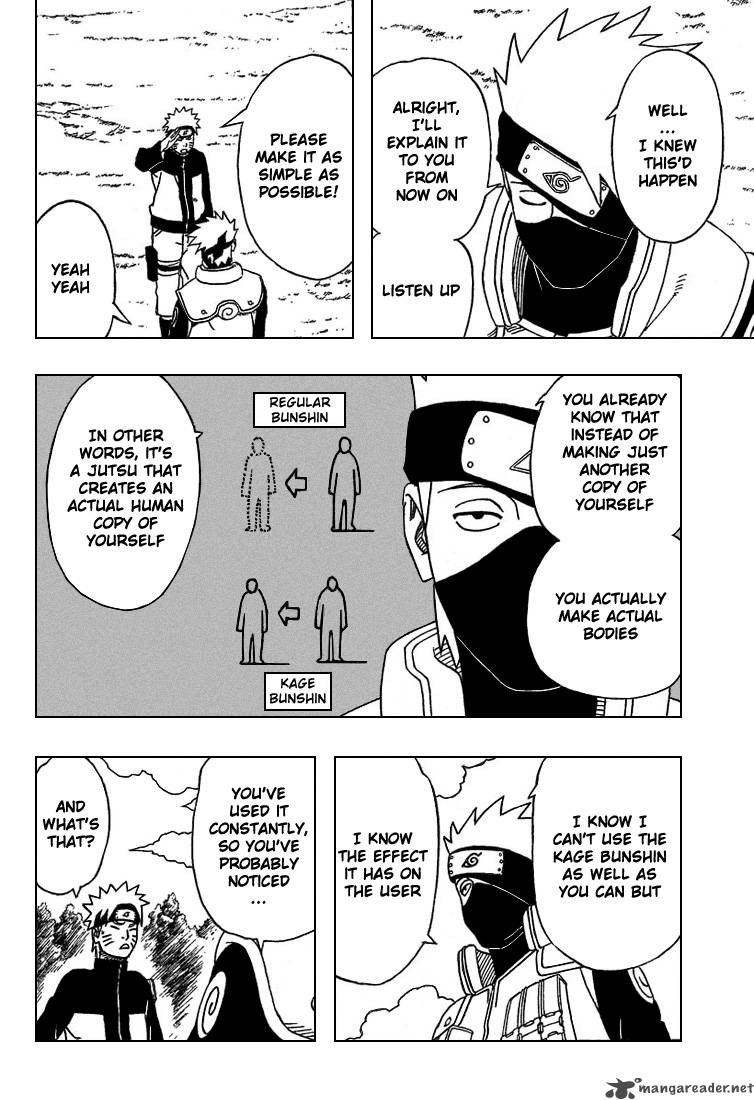 WELL
...
I KNEW
THIS'D
HAPPEN
ALRIGHT,
I'LL
EXPLAIN IT
TO YOU
FROM
NOW ON
LISTEN UP
PLEASE
MAKE IT AS
SIMPLE AS
POSSIBLE!
YEAH
YEAH
YOU ALREADY
KNOW THAT
INSTEAD OF
MAKING JUST
ANOTHER
COPY OF
YOURSELF
YOU ACTUALLY
MAKE ACTUAL
BODIES
REGULAR
BUNSHIN
KAGE
BUNSHIN
IN OTHER
WORDS, IT'S
A JUTSU THAT
CREATES AN
ACTUAL HUMAN
COPY OF
YOURSELF
I KNOW I
CAN'T USE THE
KAGE BUNSHIN
AS WELL AS
YOU CAN BUT
I KNOW
THE EFFECT
IT HAS ON
THE USER
YOU'VE
USED IT
CONSTANTLY,
SO YOU'VE
PROBABLY
NOTICED
...
AND
WHAT'S
THAT?
mangareader.net